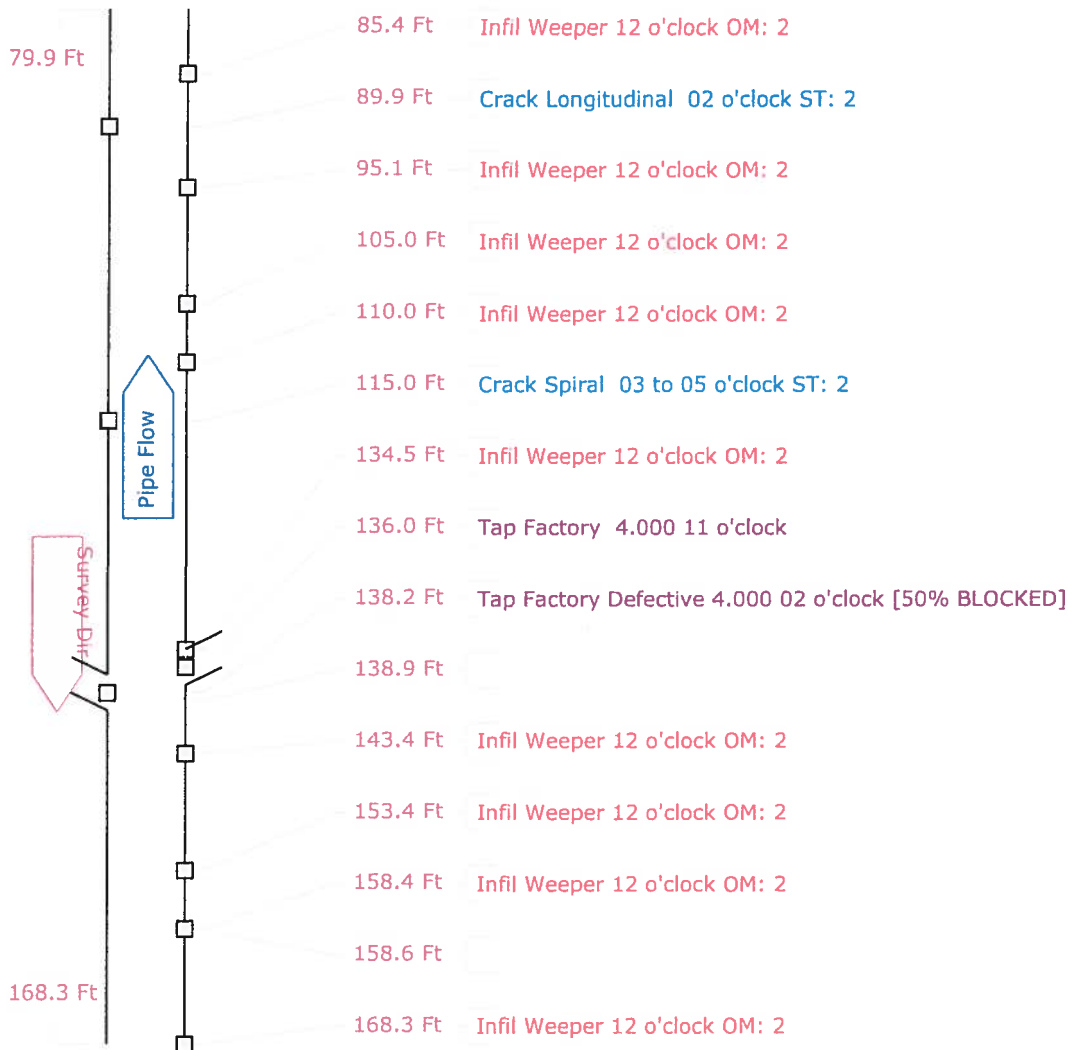 85.4 Ft Infil Weeper 12 o'clock OM: 2
79.9 Ft
89.9 Ft Crack Longitudinal 02 o'clock ST: 2
95.1 Ft Infil Weeper 12 o'clock OM: 2
105.0 Ft Infil Weeper 12 o'clock OM: 2
110.0 Ft Infil Weeper 12 o'clock OM: 2
115.0 Ft Crack Spiral 03 to 05 o'clock ST: 2
Pipe Flow
134.5 Ft Infil Weeper 12 o'clock OM: 2
136.0 Ft Tap Factory 4.000 11 o'clock
Survey Dir
138.2 Ft Tap Factory Defective 4.000 02 o'clock [50% BLOCKED]
138.9 Ft
143.4 Ft Infil Weeper 12 o'clock OM: 2
153.4 Ft Infil Weeper 12 o'clock OM: 2
158.4 Ft Infil Weeper 12 o'clock OM: 2
158.6 Ft
168.3 Ft
168.3 Ft Infil Weeper 12 o'clock OM: 2